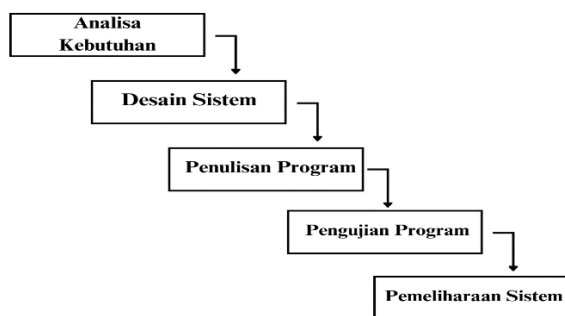 Analisa
Kebutuhan
Desain Sistem
Penulisan Program
Pengujian Program
Pemeliharaan Sistem